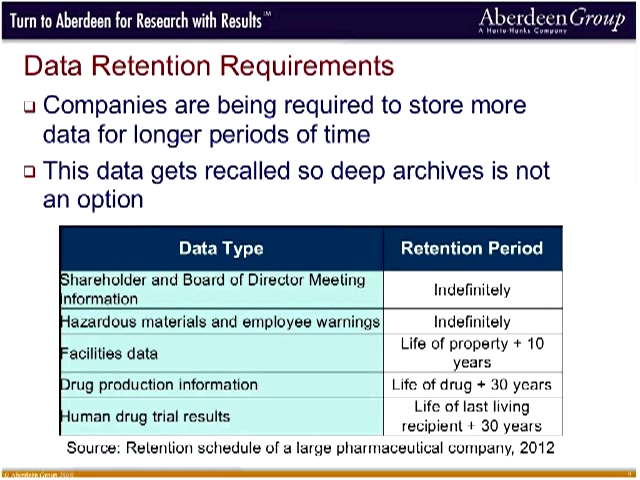 Turn to Aberdeen for Research with Results™
AberdeenGroup
A Harte-Hanks Company
Data Retention Requirements
Companies are being required to store more
data for longer periods of time
This data gets recalled so deep archives is not
an option
Data Type
Retention Period
Shareholder and Board of Director Meeting
information
Indefinitely
Hazardous materials and employee warnings
Indefinitely
Facilities data
Life of property + 10
years
Drug production information
Life of drug + 30 years
Human drug trial results
Life of last living
recipient + 30 years
Source: Retention schedule of a large pharmaceutical company, 2012
© Aberdeen Group